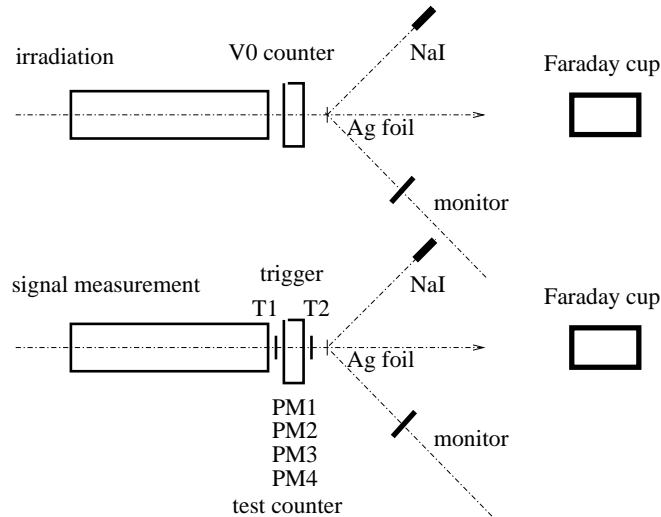 V0 counter
NaI
irradiation
Faraday cup
Ag foil
monitor
trigger
signal measurement
NaI
T1
T2
Faraday cup
Ag foil
PM1
PM2
PM3
PM4
monitor
test counter